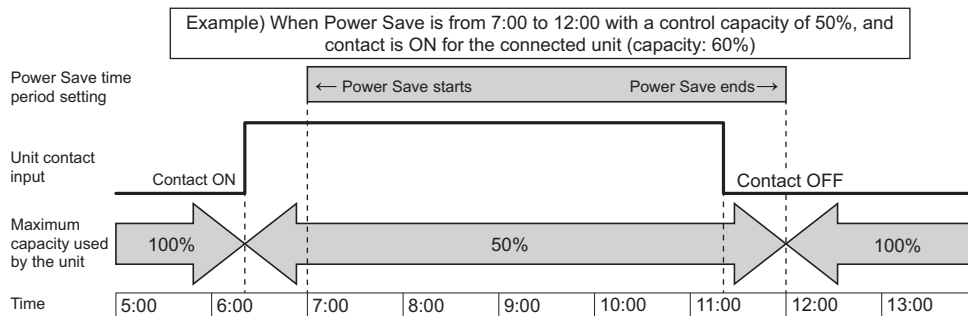 Example) When Power Save is from 7:00 to 12:00 with a control capacity of 50%, and
contact is ON for the connected unit (capacity: 60%)
Power Save time
period setting
← Power Save starts
Power Save ends→
Unit contact
input
Contact ON
Contact OFF
Maximum
capacity used
by the unit
100%
50%
100%
Time
5:00
6:00
7:00
8:00
9:00
10:00
11:00
12:00
13:00